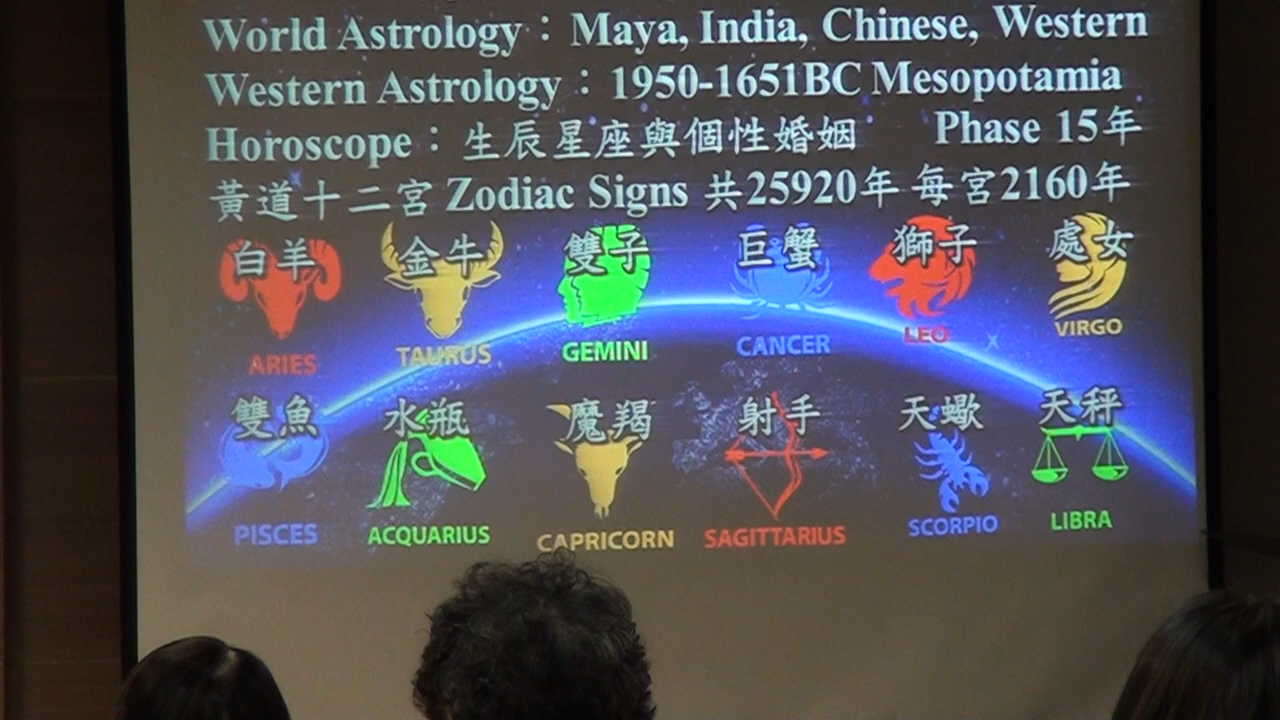 World Astrology：Maya, India, Chinese, Western
Western Astrology：1950-1651BC Mesopotamia
Horoscope：生辰星座與個性婚姻 Phase 15年
黃道十二宮 Zodiac Signs 共25920年 每宮2160年
白羊 金牛 雙子 巨蟹 獅子 處女
ARIES TAURUS GEMINI CANCER LEO VIRGO
雙魚 水瓶 魔羯 射手 天蠍 天秤
PISCES ACQUARIUS CAPRICORN SAGITTARIUS SCORPIO LIBRA